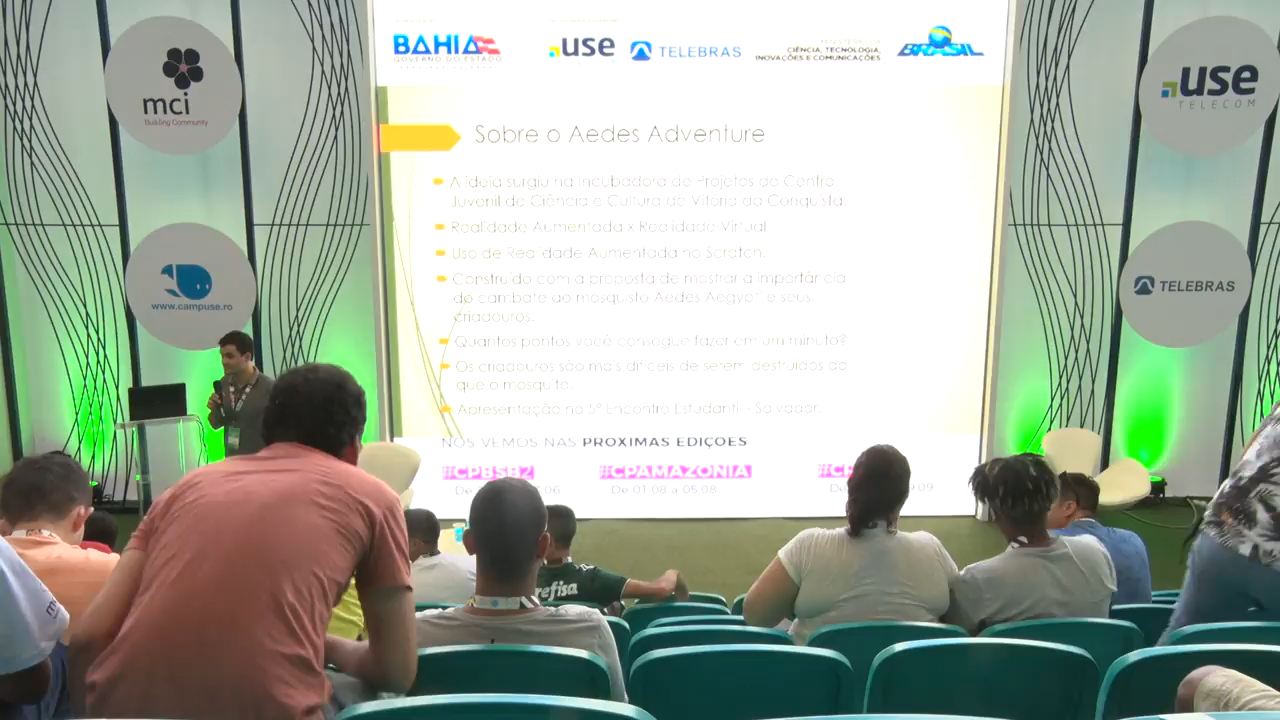 BAHIA
GOVERNO DO ESTADO
use
TELEBRAS
CIÊNCIA, TECNOLOGIA,
INOVAÇÕES E COMUNICAÇÕES
BRASIL
mci
Building Community
use
TELECOM
www.campuse.ro
TELEBRAS
Sobre o Aedes Adventure
A ideia surgiu na Incubadora de Projetos do Centro
Juvenil de Ciência e Cultura de Vitória da Conquista.
Realidade Aumentada x Realidade Virtual
Uso de Realidade Aumentada no Scratch.
Construído com a proposta de mostrar a importância
do combate ao mosquito Aedes Aegypti e seus
criadouros.
Quantos pontos você consegue fazer em um minuto?
Os criadouros são mais difíceis de serem destruídos do
que o mosquito.
Apresentação no 5º Encontro Estudantil - Salvador.
NOS VEMOS NAS PRÓXIMAS EDIÇÕES
#CPBSB2
#CPAMAZONIA
De 01.08 a 05.08
refisa